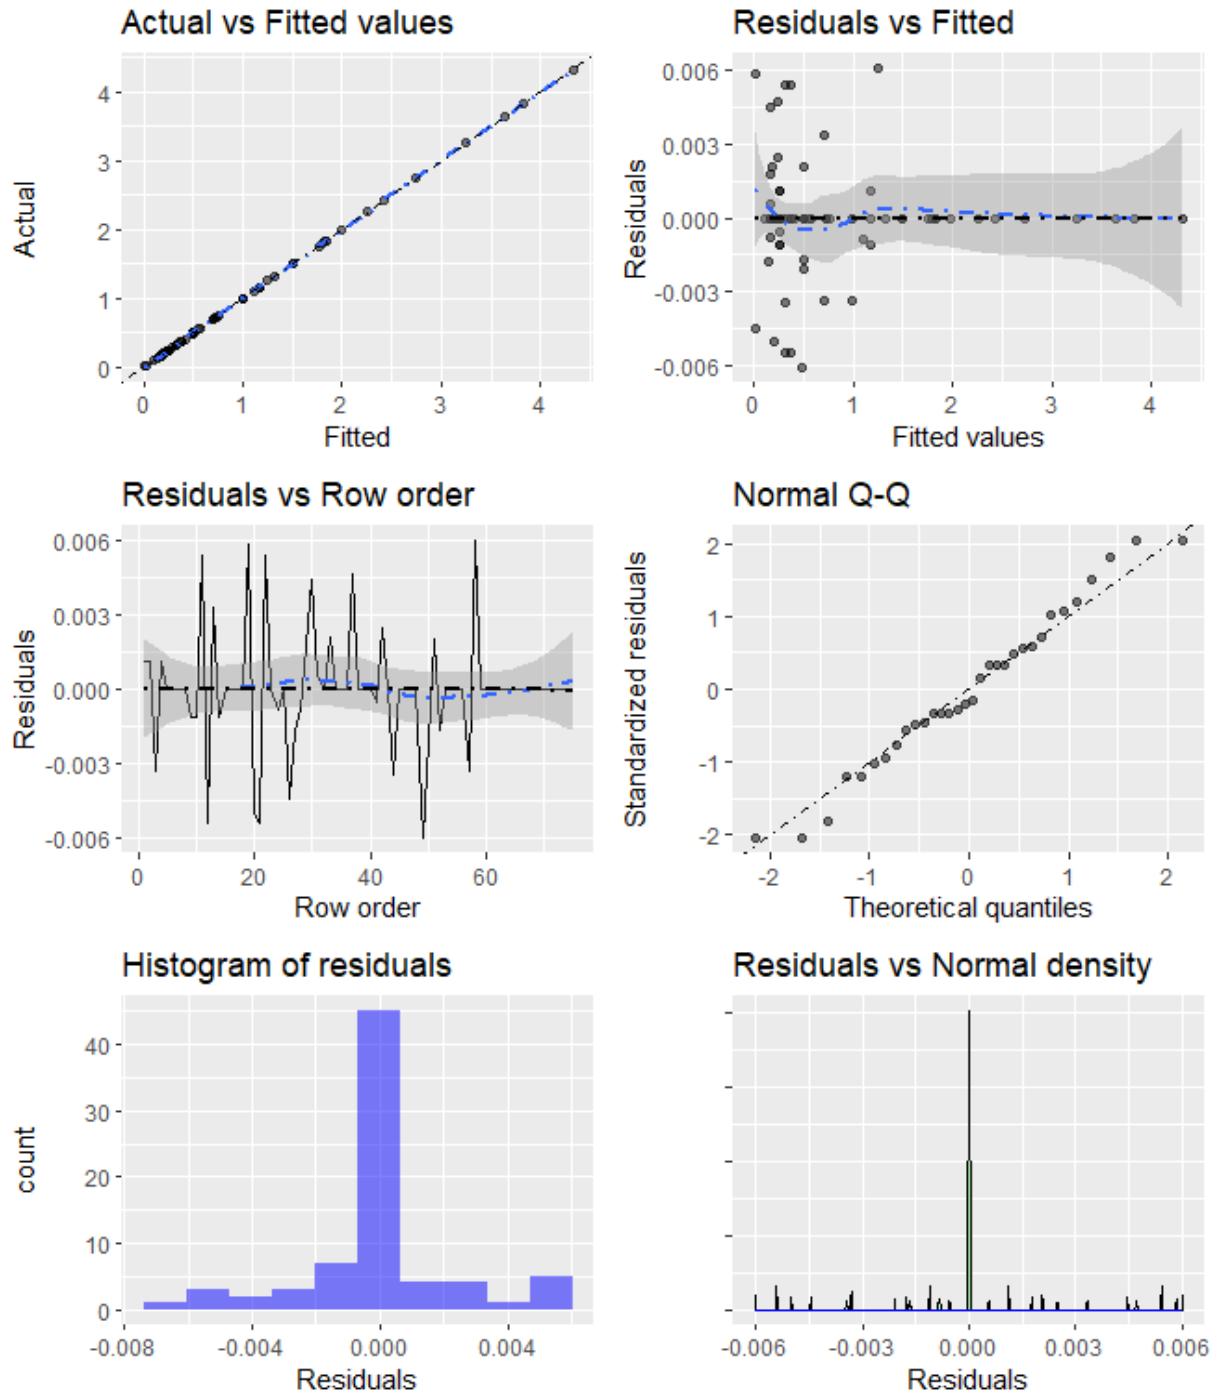 Actual vs Fitted values
Actual
4
3
2
1
0
0 1 2 3 4
Fitted
Residuals vs Fitted
Residuals
0.006
0.003
0.000
-0.003
-0.006
0 1 2 3 4
Fitted values
Residuals vs Row order
Residuals
0.006
0.003
0.000
-0.003
-0.006
0 20 40 60
Row order
Normal Q-Q
Standardized residuals
2
1
0
-1
-2
-2 -1 0 1 2
Theoretical quantiles
Histogram of residuals
count
40
30
20
10
0
-0.008 -0.004 0.000 0.004
Residuals
Residuals vs Normal density
-0.006 -0.003 0.000 0.003 0.006
Residuals